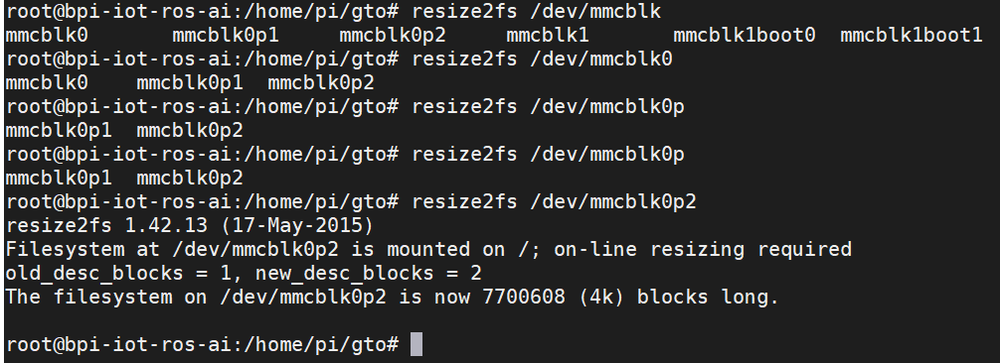 root@bpi-iot-ros-ai:/home/pi/gto# resize2fs /dev/mmcblk
mmcblk0       mmcblk0p1     mmcblk0p2     mmcblk1       mmcblk1boot0  mmcblk1boot1
root@bpi-iot-ros-ai:/home/pi/gto# resize2fs /dev/mmcblk0
mmcblk0    mmcblk0p1  mmcblk0p2
root@bpi-iot-ros-ai:/home/pi/gto# resize2fs /dev/mmcblk0p
mmcblk0p1  mmcblk0p2
root@bpi-iot-ros-ai:/home/pi/gto# resize2fs /dev/mmcblk0p
mmcblk0p1  mmcblk0p2
root@bpi-iot-ros-ai:/home/pi/gto# resize2fs /dev/mmcblk0p2
resize2fs 1.42.13 (17-May-2015)
Filesystem at /dev/mmcblk0p2 is mounted on /; on-line resizing required
old_desc_blocks = 1, new_desc_blocks = 2
The filesystem on /dev/mmcblk0p2 is now 7700608 (4k) blocks long.
root@bpi-iot-ros-ai:/home/pi/gto#